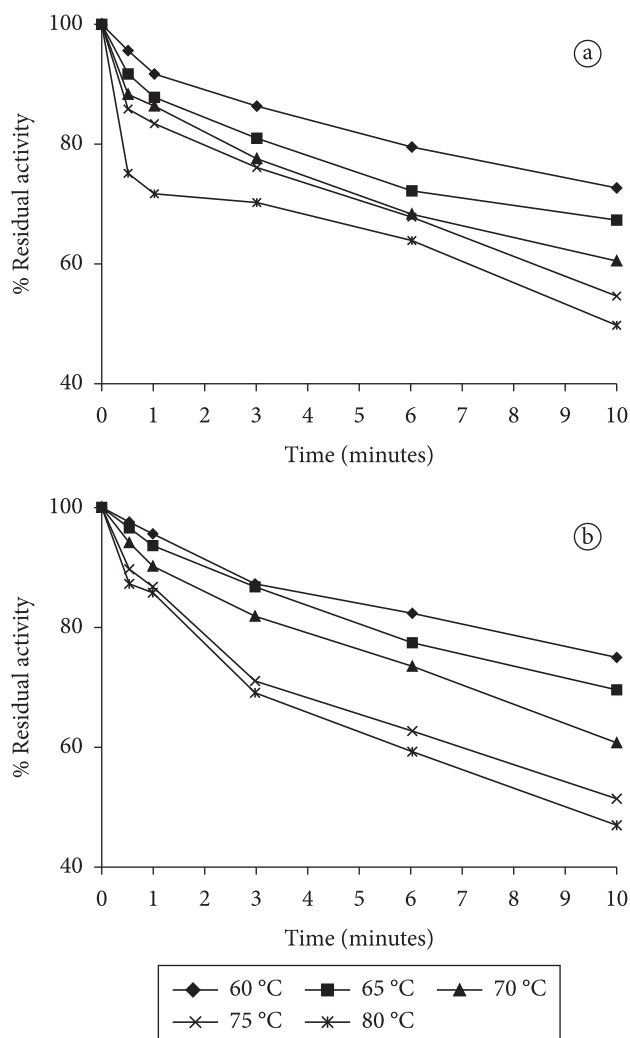 100
80
60
40
% Residual activity
a
0 1 2 3 4 5 6 7 8 9 10
Time (minutes)
100
80
60
40
% Residual activity
b
0 1 2 3 4 5 6 7 8 9 10
Time (minutes)
60 °C 65 °C 70 °C
75 °C 80 °C